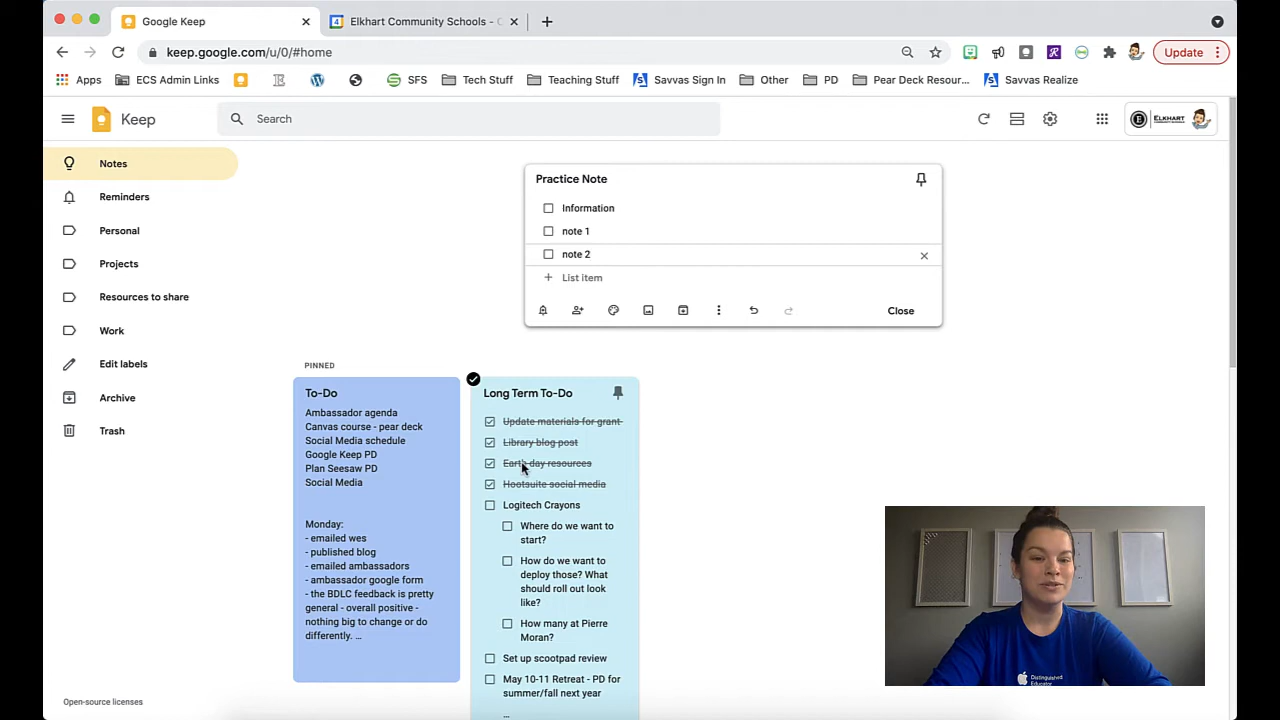 Google Keep
Elkhart Community Schools - C
Update
keep.google.com/u/0/#home
Apps
ECS Admin Links
SFS
Tech Stuff
Teaching Stuff
Savvas Sign In
Other
PD
Pear Deck Resour...
Savvas Realize
Keep
Search
ELKHART
COMMUNITY SCHOOLS
Notes
Reminders
Personal
Projects
Resources to share
Work
Edit labels
Archive
Trash
Open-source licenses
Practice Note
Information
note 1
note 2
List item
Close
PINNED
To-Do
Ambassador agenda
Canvas course - pear deck
Social Media schedule
Google Keep PD
Plan Seesaw PD
Social Media
Monday:
- emailed wes
- published blog
- emailed ambassadors
- ambassador google form
- the BDLC feedback is pretty
general - overall positive -
nothing big to change or do
differently. ...
Long Term To-Do
Update materials for grant
Library blog post
Earth day resources
Hootsuite social media
Logitech Crayons
Where do we want to
start?
How do we want to
deploy those? What
should roll out look
like?
How many at Pierre
Moran?
Set up scootpad review
May 10-11 Retreat - PD for
summer/fall next year
...
Distinguished
Educator